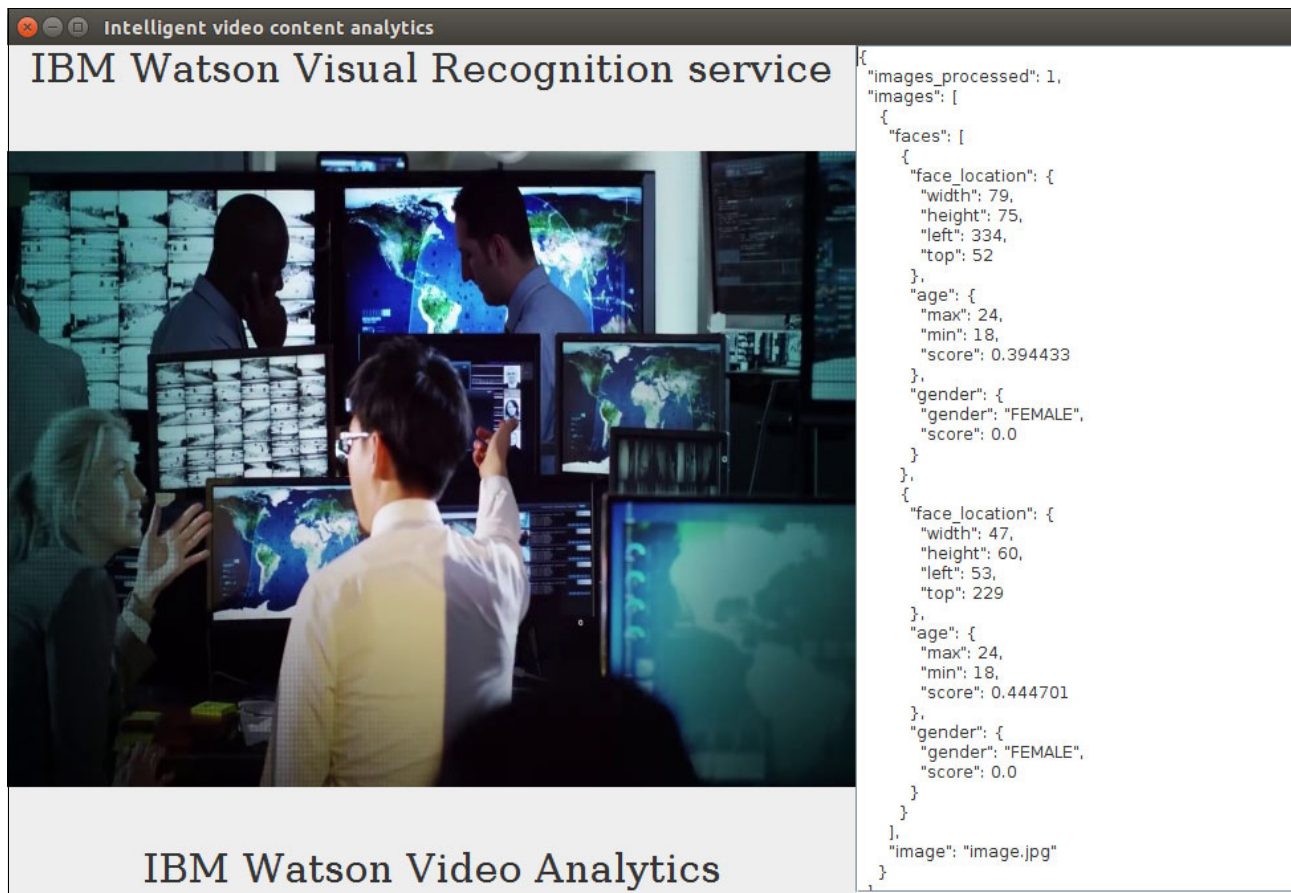 Intelligent video content analytics
IBM Watson Visual Recognition service
{
"images_processed": 1,
"images": [
{
"faces": [
{
"face_location": {
"width": 79,
"height": 75,
"left": 334,
"top": 52
},
"age": {
"max": 24,
"min": 18,
"score": 0.394433
},
"gender": {
"gender": "FEMALE",
"score": 0.0
}
},
{
"face_location": {
"width": 47,
"height": 60,
"left": 53,
"top": 229
},
"age": {
"max": 24,
"min": 18,
"score": 0.444701
},
"gender": {
"gender": "FEMALE",
"score": 0.0
}
}
],
"image": "image.jpg"
}
IBM Watson Video Analytics